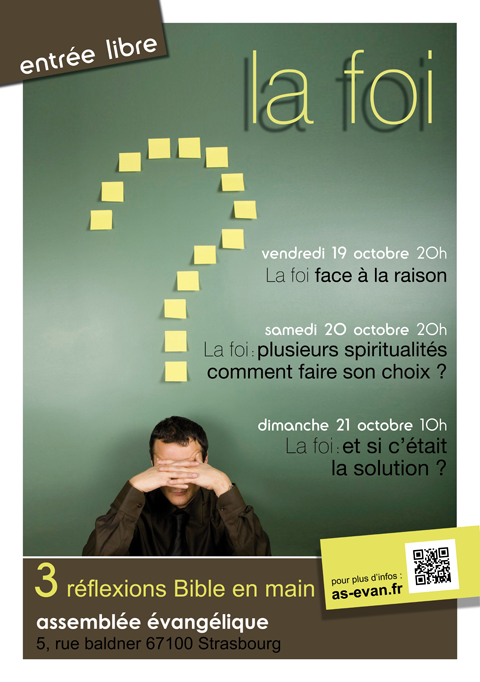 entrée libre
la foi
vendredi 19 octobre 20h
La foi face à la raison
samedi 20 octobre 20h
La foi : plusieurs spiritualités
comment faire son choix ?
dimanche 21 octobre 10h
La foi : et si c'était
la solution ?
3 réflexions Bible en main
pour plus d'infos :
as-evan.fr
assemblée évangélique
5, rue baldner 67100 Strasbourg